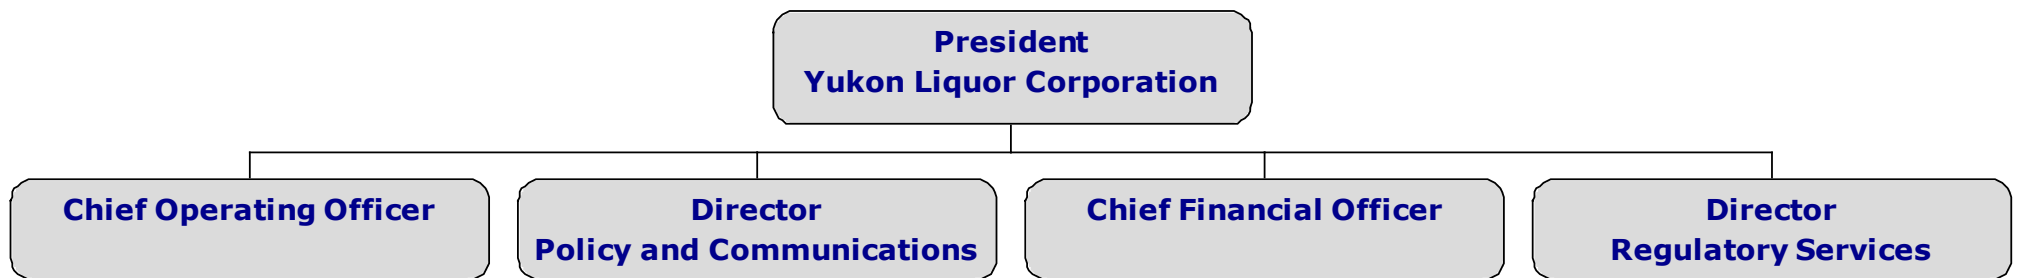 President
Yukon Liquor Corporation
Chief Operating Officer
Director
Policy and Communications
Chief Financial Officer
Director
Regulatory Services